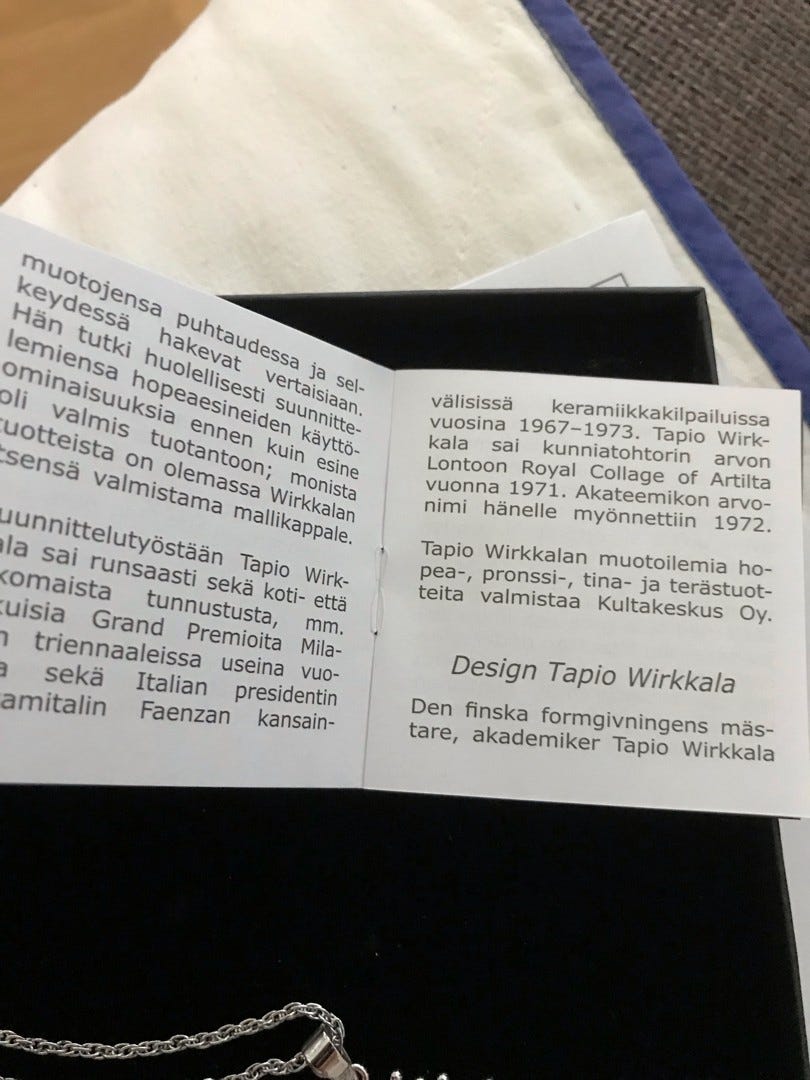 muotojensa puhtaudessa ja sel-
keydessä hakevat vertaisiaan.
Hän tutki huolellisesti suunnitte-
lemiensa hopeaesineiden käyttö-
ominaisuuksia ennen kuin esine
oli valmis tuotantoon; monista
tuotteista on olemassa Wirkkalan
itsensä valmistama mallikappale.
uunnittelutyöstään Tapio Wirk-
ala sai runsaasti sekä koti- että
komaista tunnustusta, mm.
kuisia Grand Premioita Mila-
n triennaaleissa useina vuo-
a sekä Italian presidentin
amitalin Faenzan kansain-
välisissä keramiikkakilpailuissa
vuosina 1967–1973. Tapio Wirk-
kala sai kunniatohtorin arvon
Lontoon Royal Collage of Artilta
vuonna 1971. Akateemikon arvo-
nimi hänelle myönnettiin 1972.
Tapio Wirkkalan muotoilemia ho-
pea-, pronssi-, tina- ja terästuot-
teita valmistaa Kultakeskus Oy.
Design Tapio Wirkkala
Den finska formgivningens mäs-
tare, akademiker Tapio Wirkkala